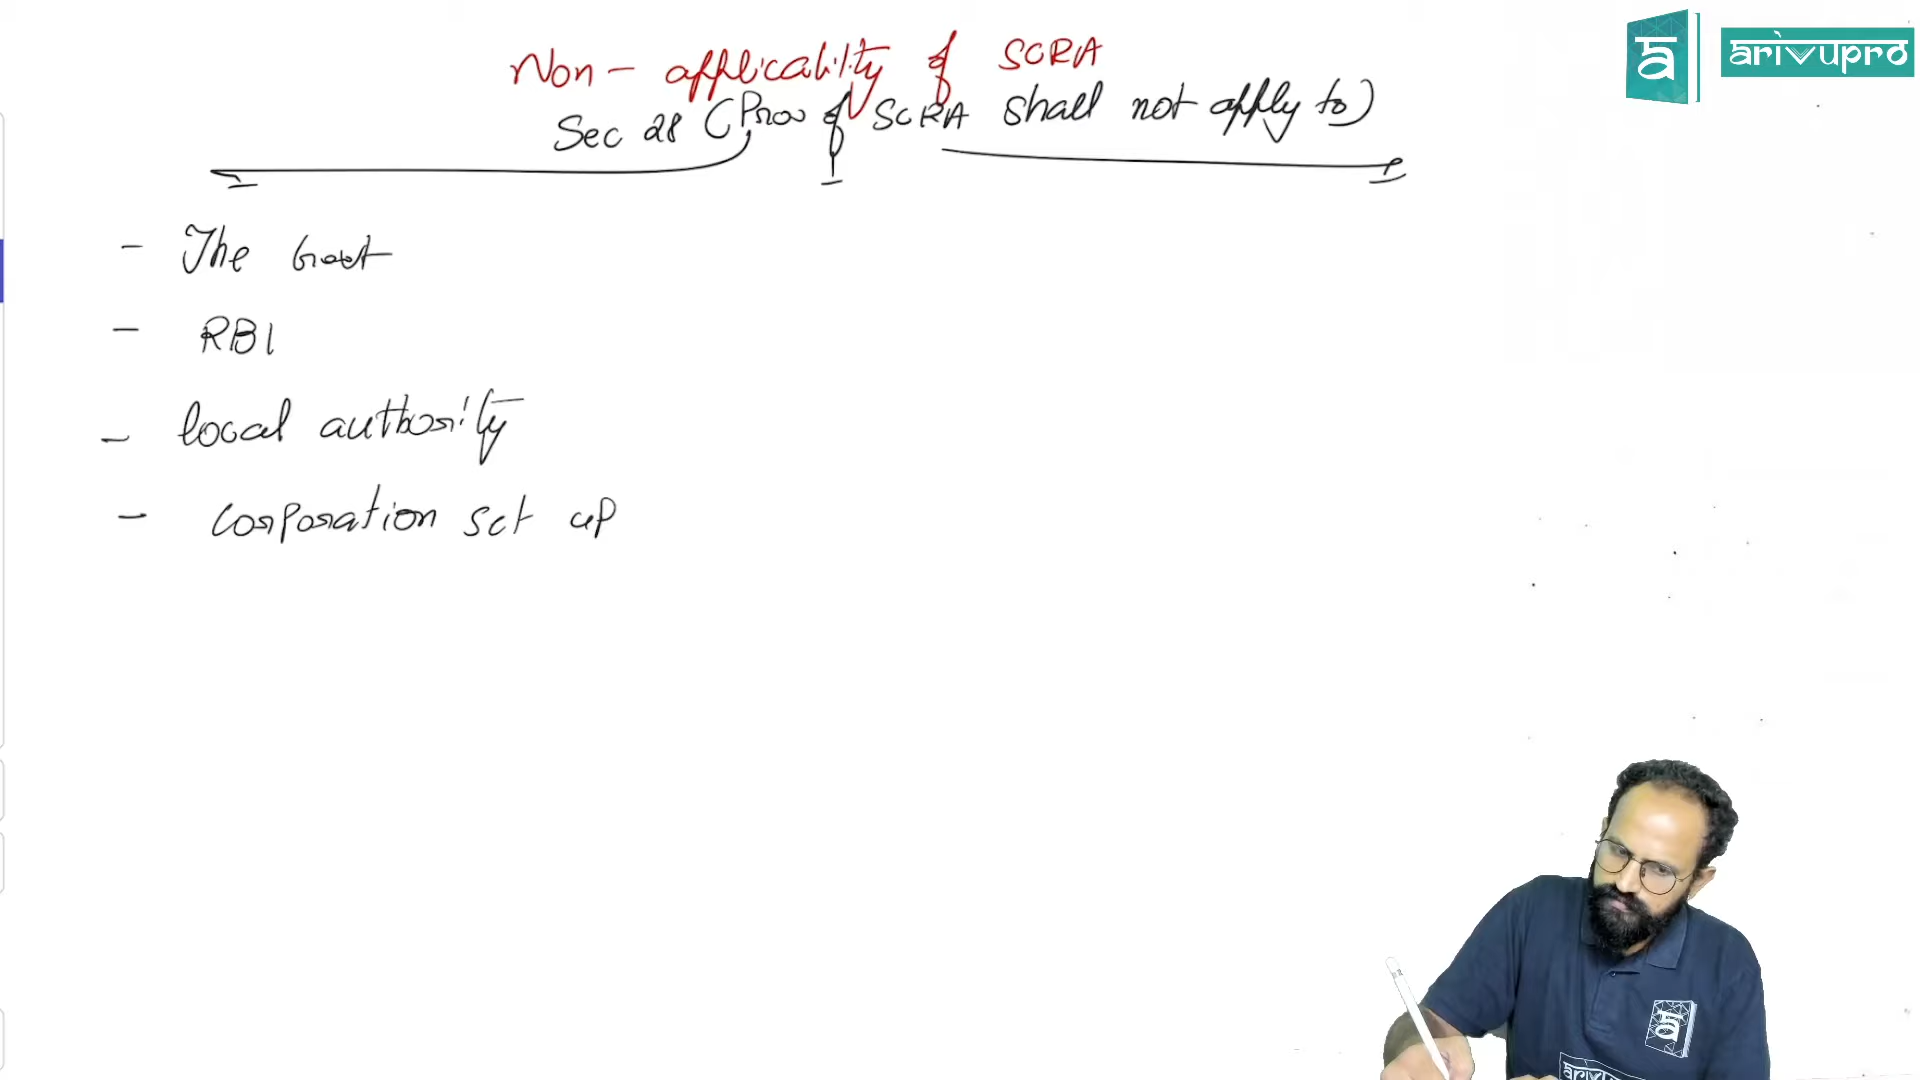 Non - applicability of SCRA
Sec 28 (Prov of SCRA shall not apply to)
- The Govt
- RBI
- local authority
- corporation set up
ā
arivupro
ā